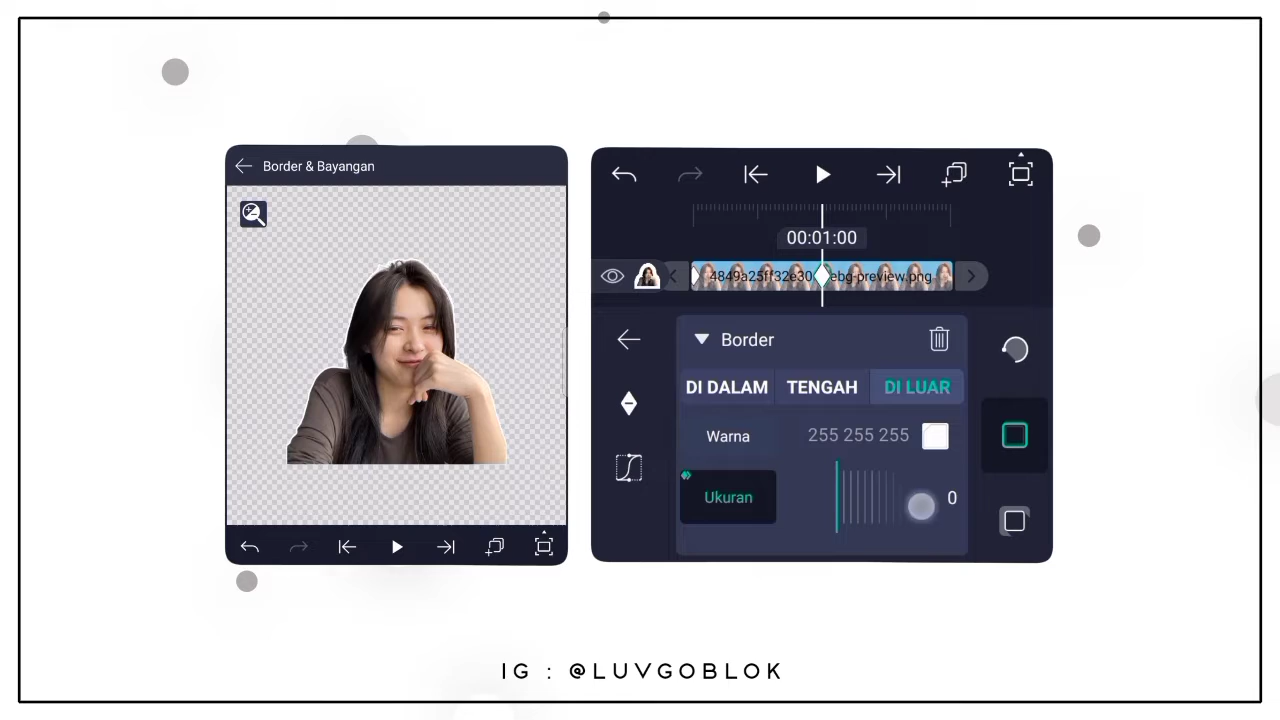 Border & Bayangan
00:01:00
4849a25ff32e30
ebg-preview.png
Border
DI DALAM
TENGAH
DI LUAR
Warna
255 255 255
Ukuran
0
IG : @LUVGOBLOK